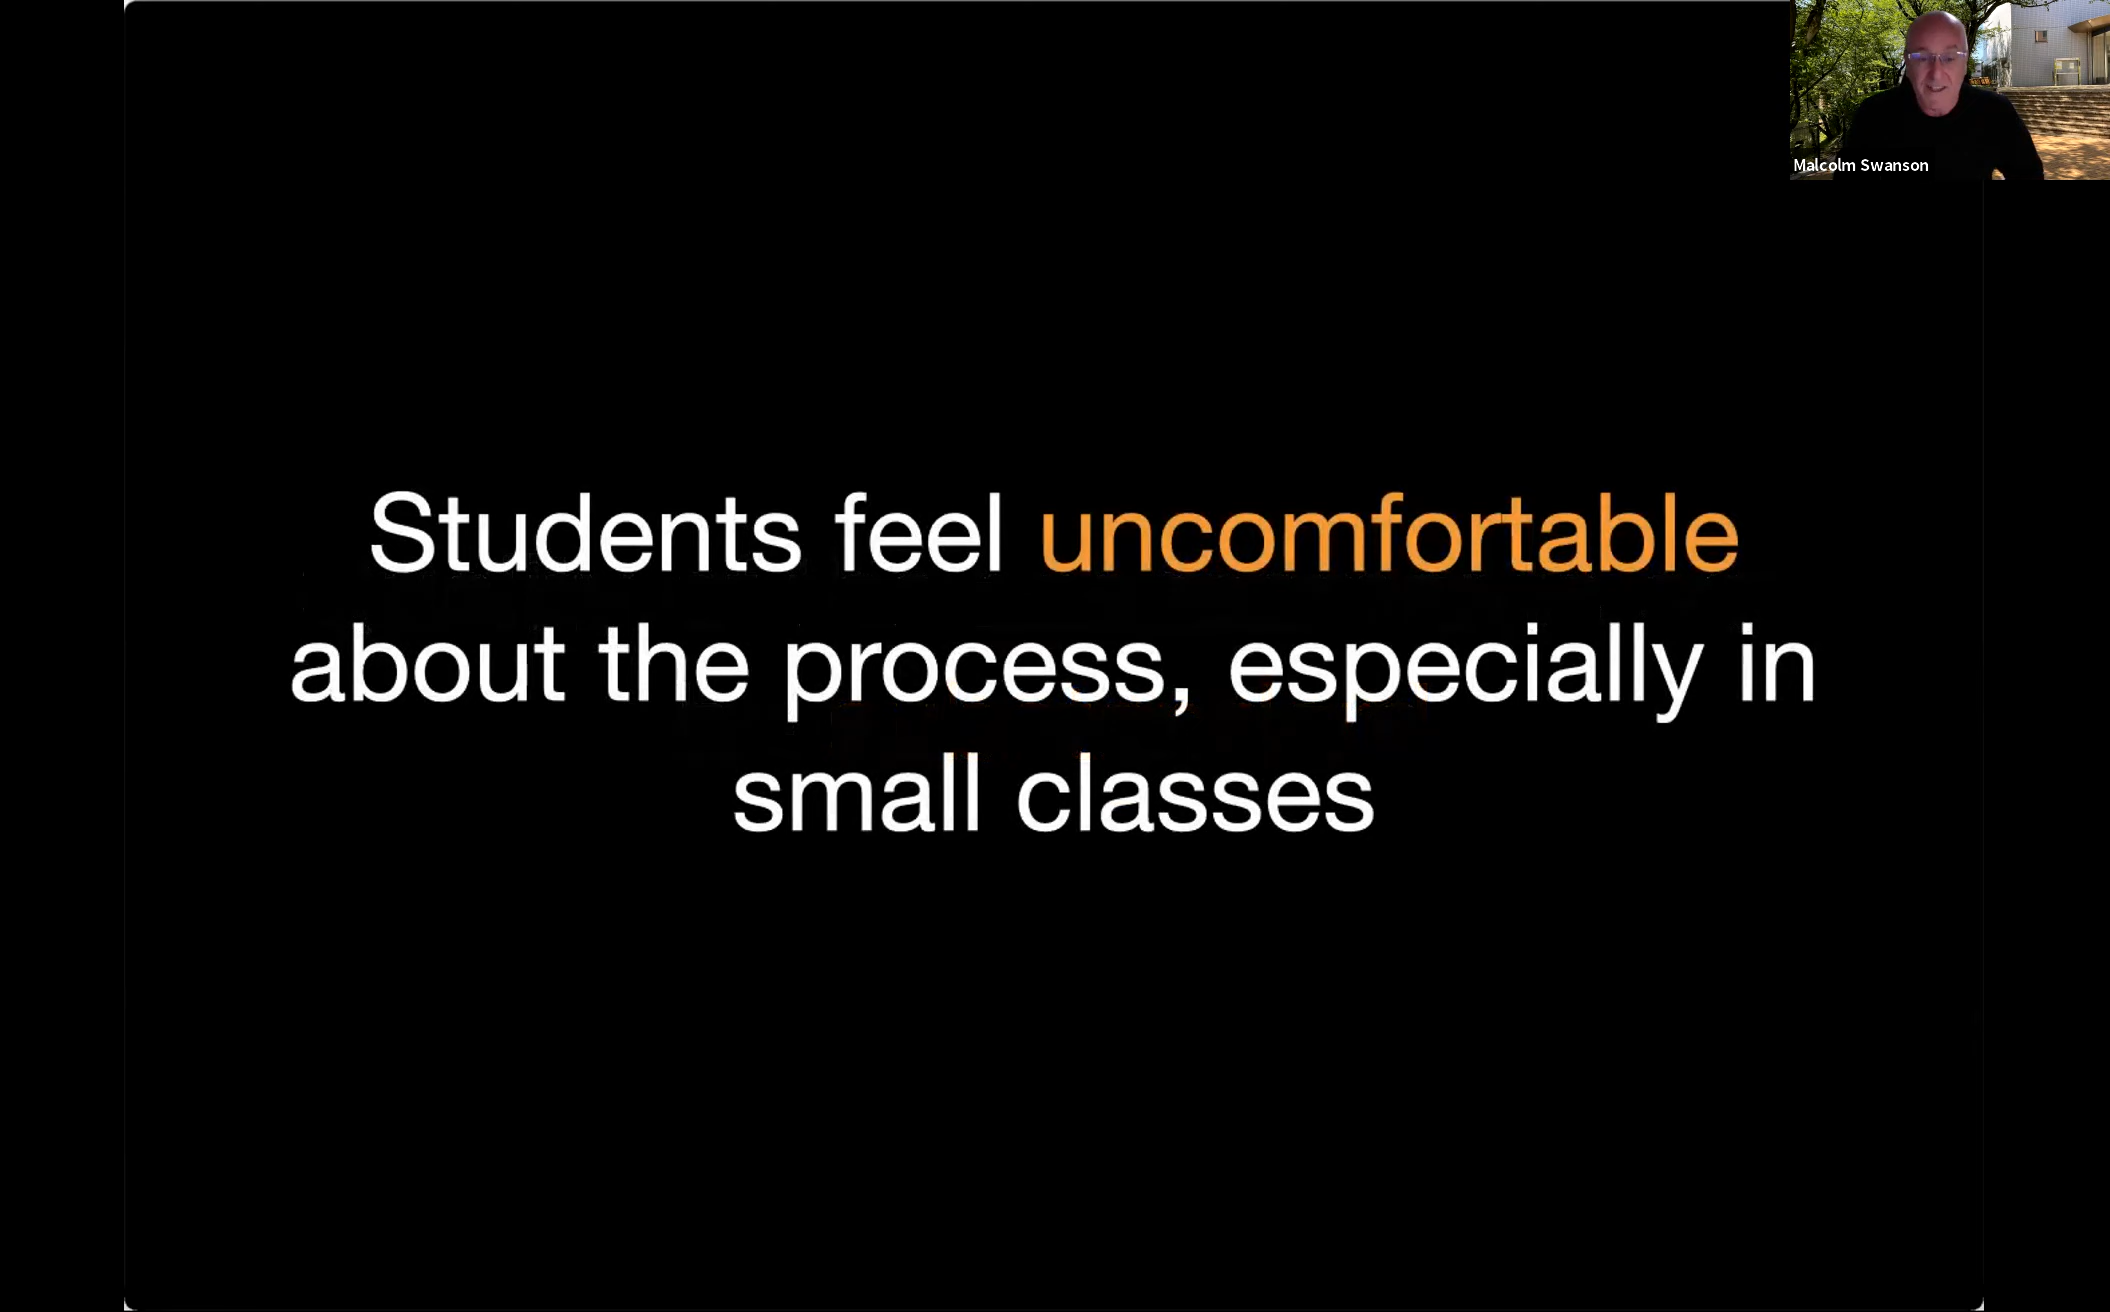 Malcolm Swanson
Students feel uncomfortable
about the process, especially in
small classes